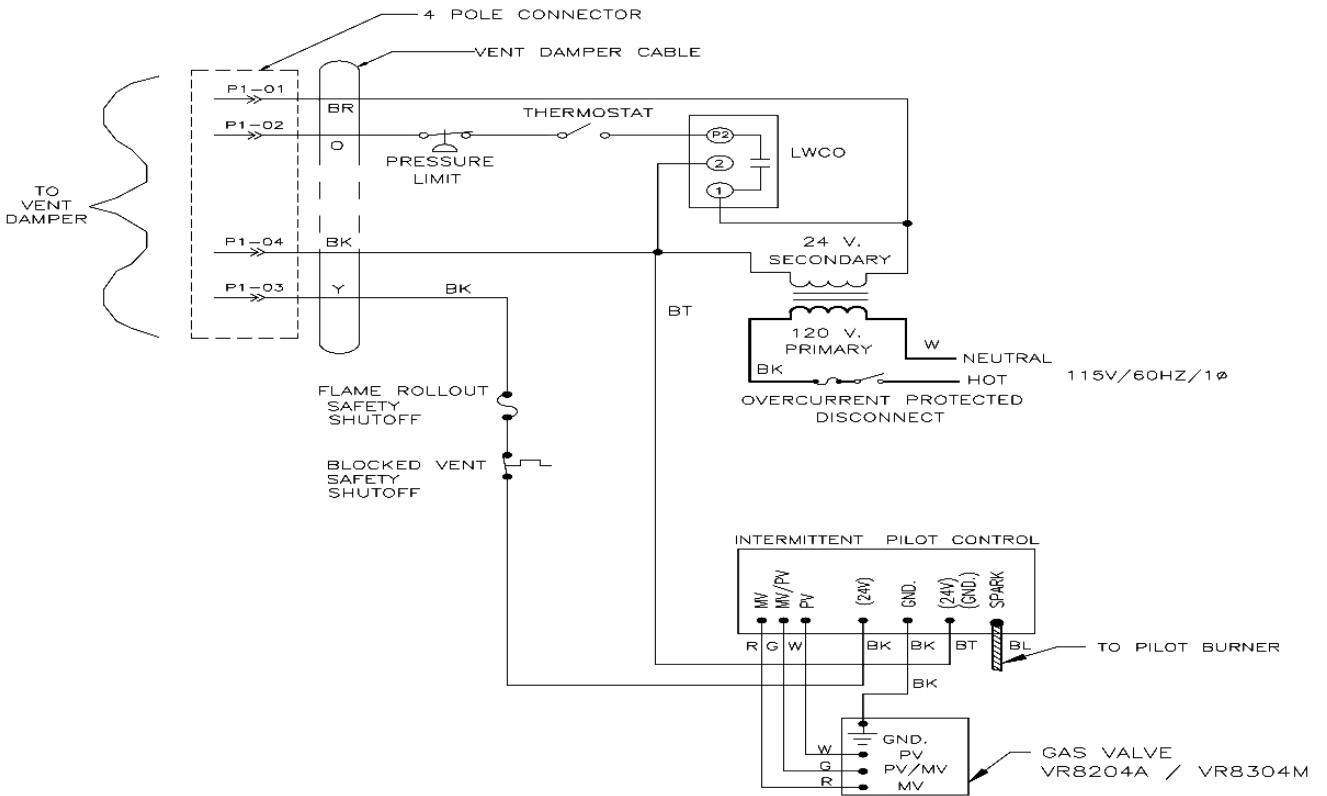 4 POLE CONNECTOR
VENT DAMPER CABLE
P1-01
BR
P1-02
O
PRESSURE
LIMIT
THERMOSTAT
P2
2
1
LWCO
TO
VENT
DAMPER
P1-04
BK
P1-03
Y
BK
BT
24 V.
SECONDARY
120 V.
PRIMARY
W
NEUTRAL
BK
HOT
115V/60HZ/1ø
OVERCURRENT PROTECTED
DISCONNECT
FLAME ROLLOUT
SAFETY
SHUTOFF
BLOCKED VENT
SAFETY
SHUTOFF
INTERMITTENT PILOT CONTROL
MV
MV/PV
PV
(24V)
GND.
(24V)
(GND.)
SPARK
R G W
BK
BK
BT
BL
TO PILOT BURNER
BK
GND.
W
PV
G
PV/MV
R
MV
GAS VALVE
VR8204A / VR8304M